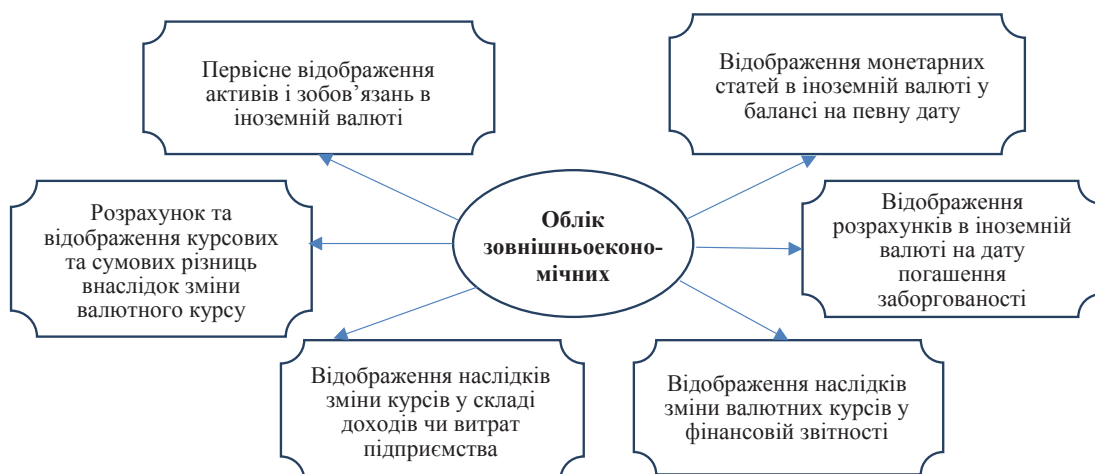 Первісне відображення
активів і зобов’язань в
іноземній валюті
Відображення монетарних
статей в іноземній валюті у
балансі на певну дату
Розрахунок та
відображення курсових
та сумових різниць
внаслідок зміни
валютного курсу
Облік
зовнішньоеконо-
мічних
Відображення
розрахунків в іноземній
валюті на дату
погашення
заборгованості
Відображення наслідків
зміни курсів у складі
доходів чи витрат
підприємства
Відображення наслідків
зміни валютних курсів у
фінансовій звітності